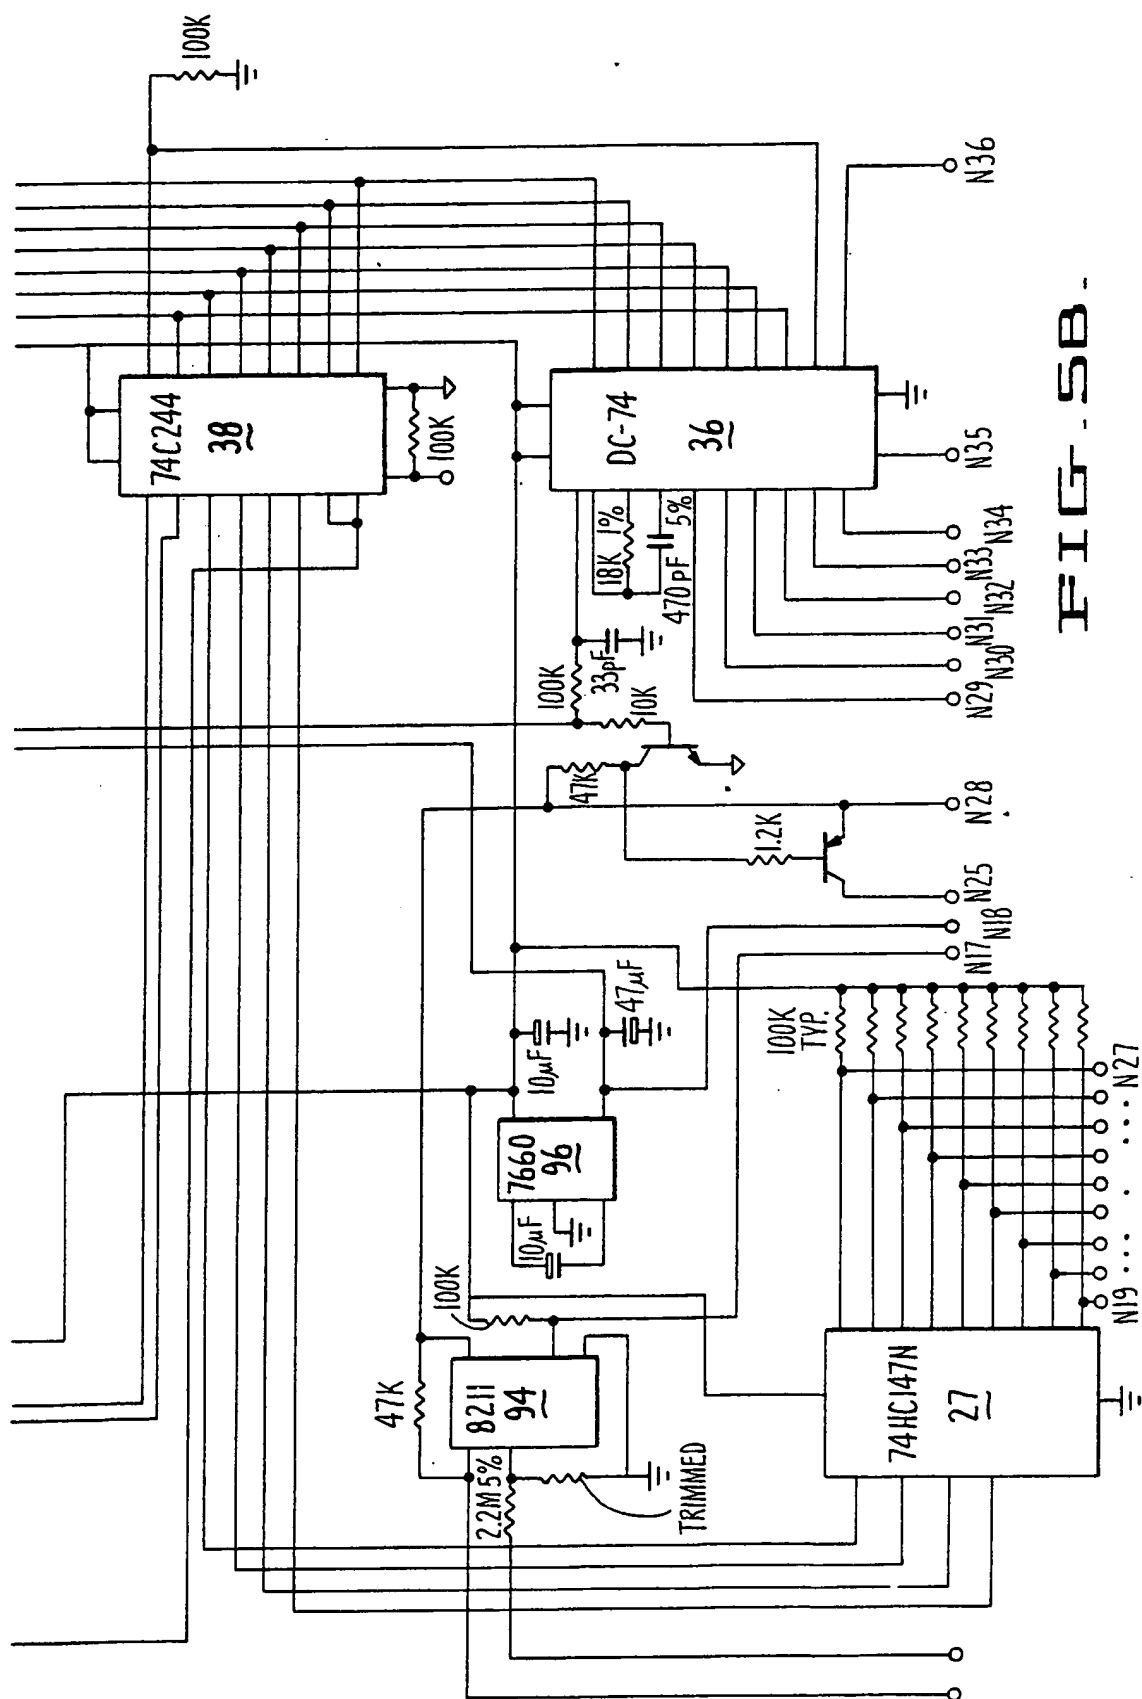 100K
74C244
38
100K
DC-74
36
18K 1%
470pF 5%
33pF
100K
10K
47K
1.2K
10µF
47µF
7660
96
10µF
100K
47K
8211
94
2.2M 5%
TRIMMED
100K
TYP.
74HC147N
27
N19 ... . ... N27
N17
N18
N25
N28
N29
N30
N31
N32
N33
N34
N35
N36
FIG. 5B.